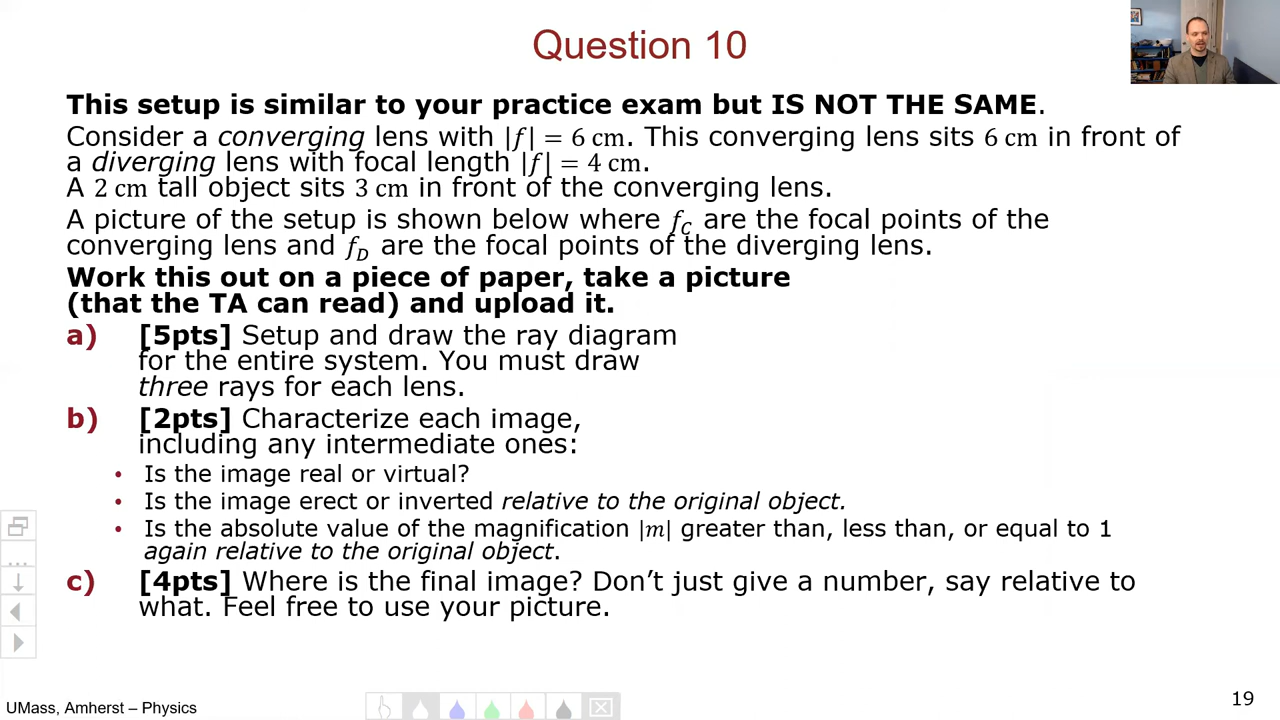 Question 10
This setup is similar to your practice exam but IS NOT THE SAME.
Consider a converging lens with |f| = 6 cm. This converging lens sits 6 cm in front of
a diverging lens with focal length |f| = 4 cm.
A 2 cm tall object sits 3 cm in front of the converging lens.
A picture of the setup is shown below where f_C are the focal points of the
converging lens and f_D are the focal points of the diverging lens.
Work this out on a piece of paper, take a picture
(that the TA can read) and upload it.
a) [5pts] Setup and draw the ray diagram
for the entire system. You must draw
three rays for each lens.
b) [2pts] Characterize each image,
including any intermediate ones:
• Is the image real or virtual?
• Is the image erect or inverted relative to the original object.
• Is the absolute value of the magnification |m| greater than, less than, or equal to 1
again relative to the original object.
c) [4pts] Where is the final image? Don’t just give a number, say relative to
what. Feel free to use your picture.
UMass, Amherst – Physics
19